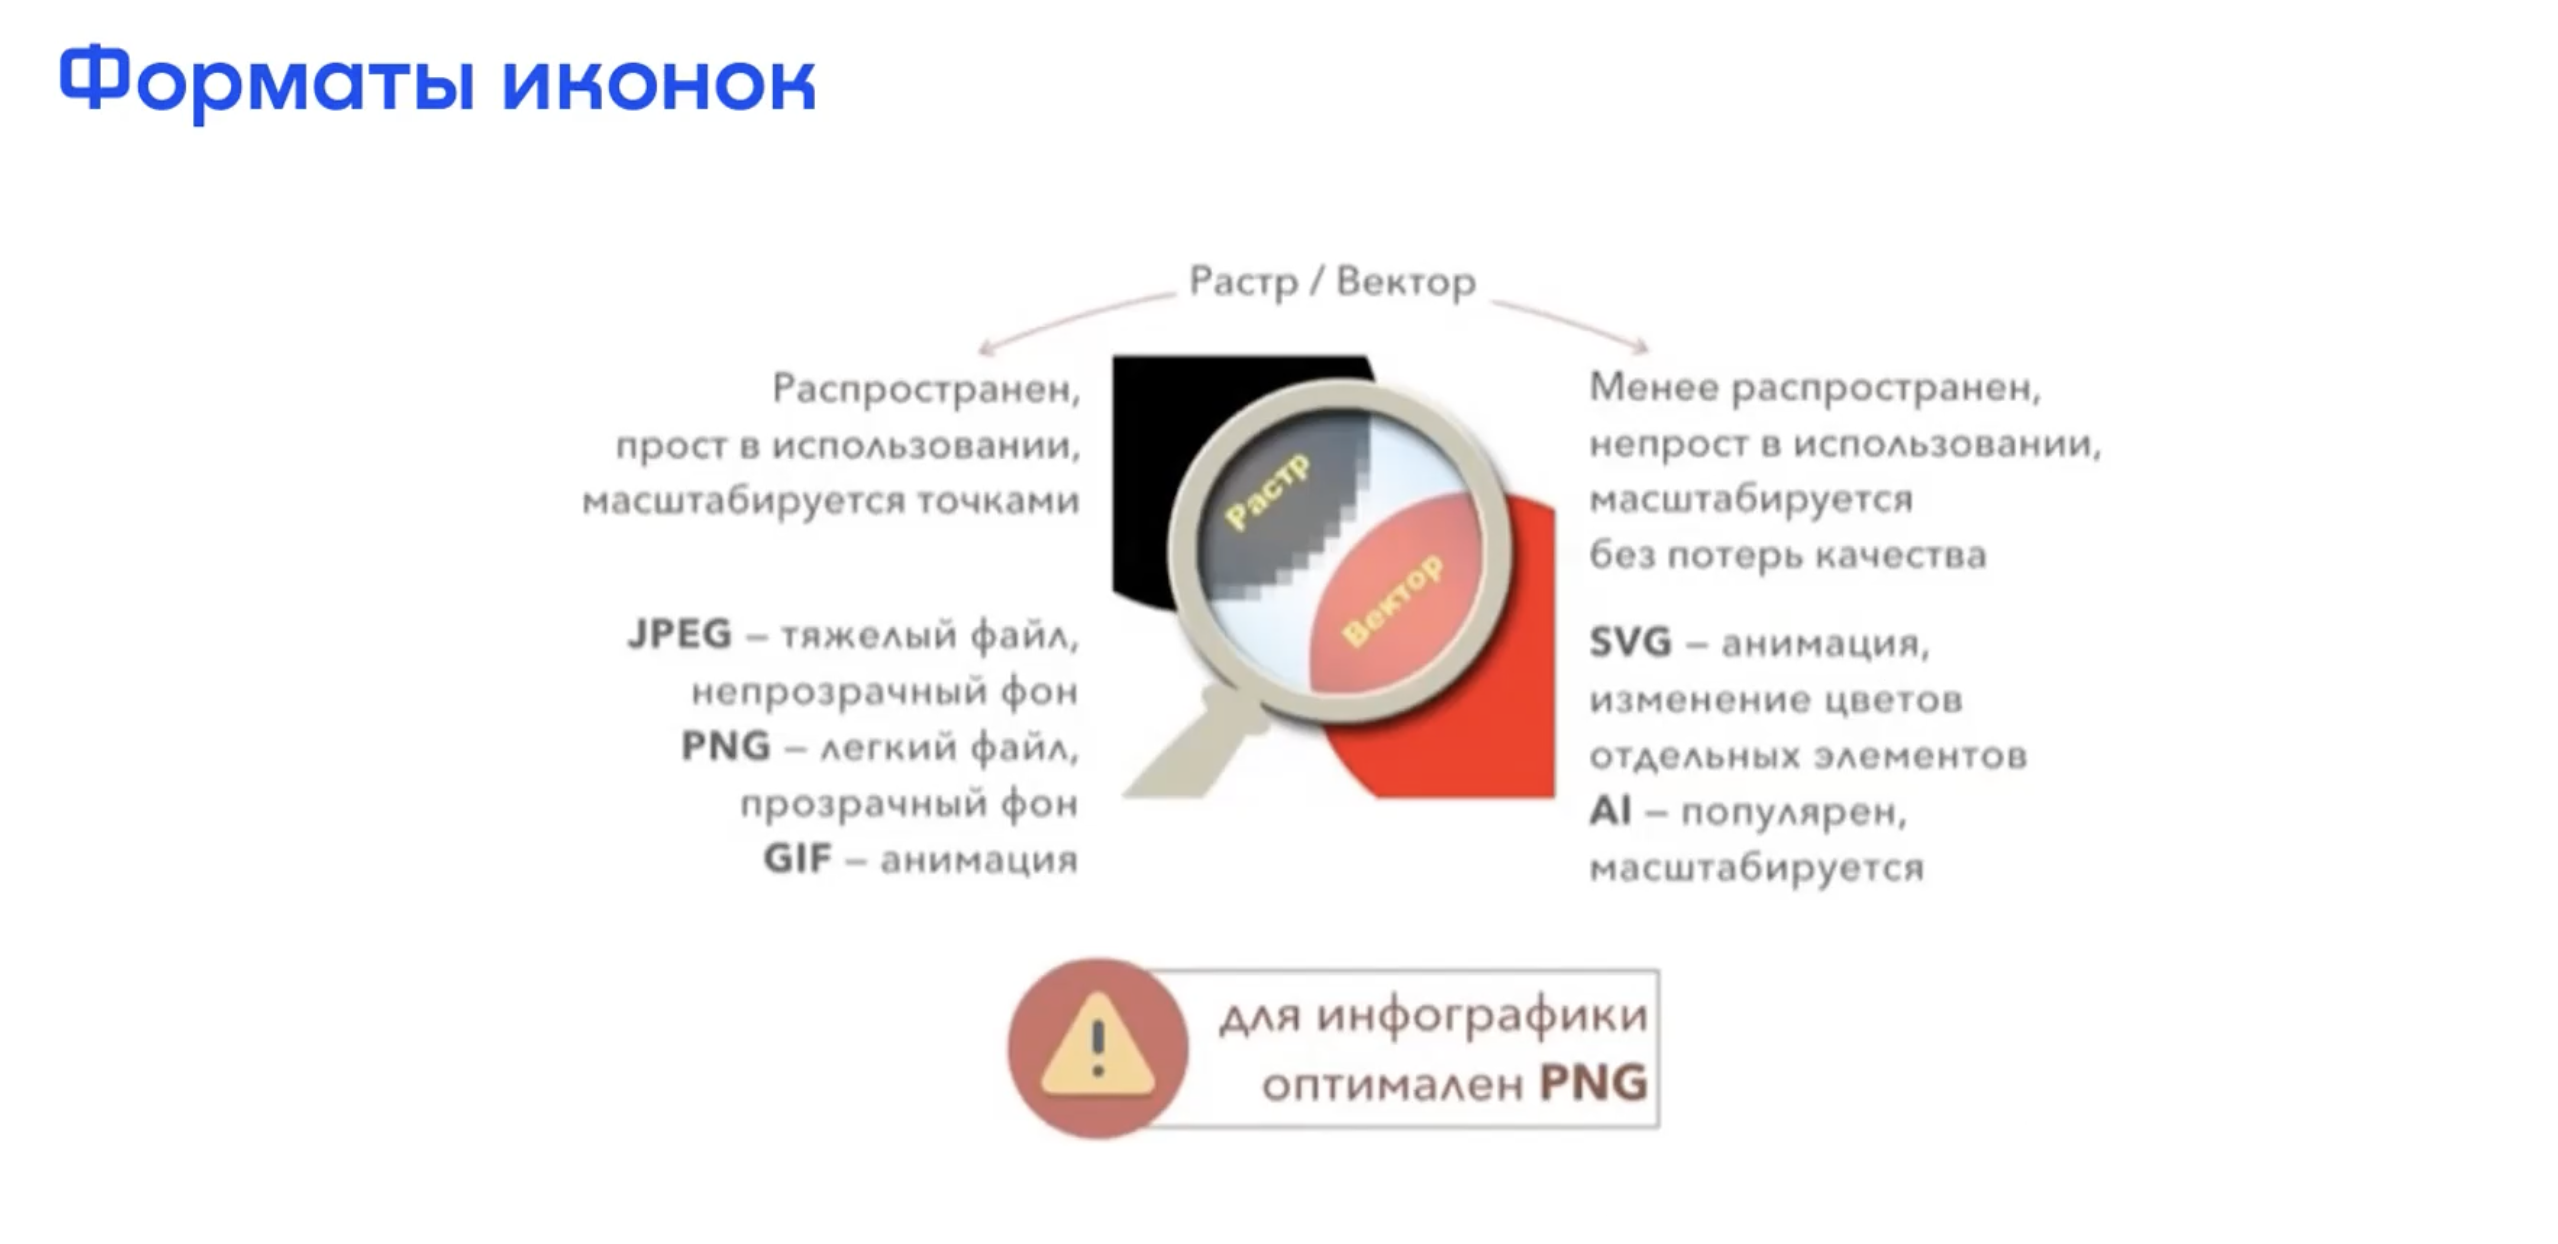 Форматы иконок
Растр / Вектор
Распространен,
прост в использовании,
масштабируется точками
JPEG – тяжелый файл,
непрозрачный фон
PNG – легкий файл,
прозрачный фон
GIF – анимация
Растр
Вектор
Менее распространен,
непрост в использовании,
масштабируется
без потерь качества
SVG – анимация,
изменение цветов
отдельных элементов
AI – популярен,
масштабируется
для инфографики
оптимален PNG